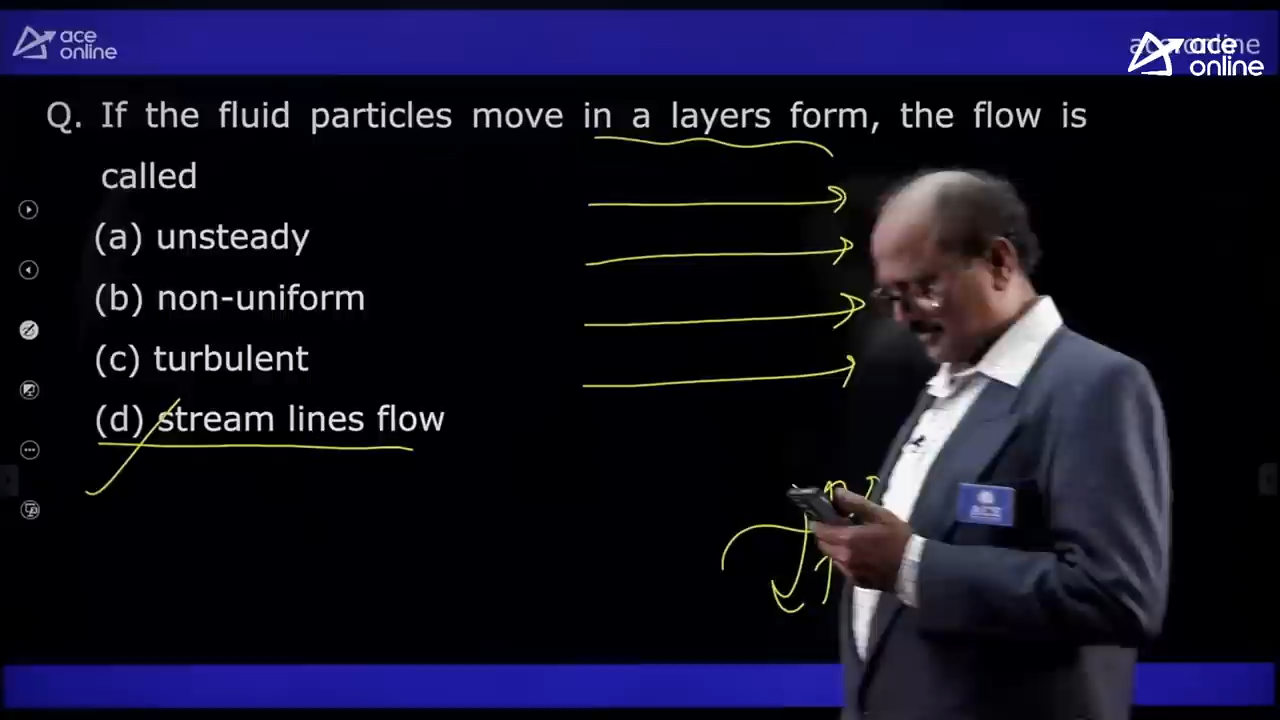 ace
online
ace
online
Q. If the fluid particles move in a layers form, the flow is
called
(a) unsteady
(b) non-uniform
(c) turbulent
(d) stream lines flow
ACE